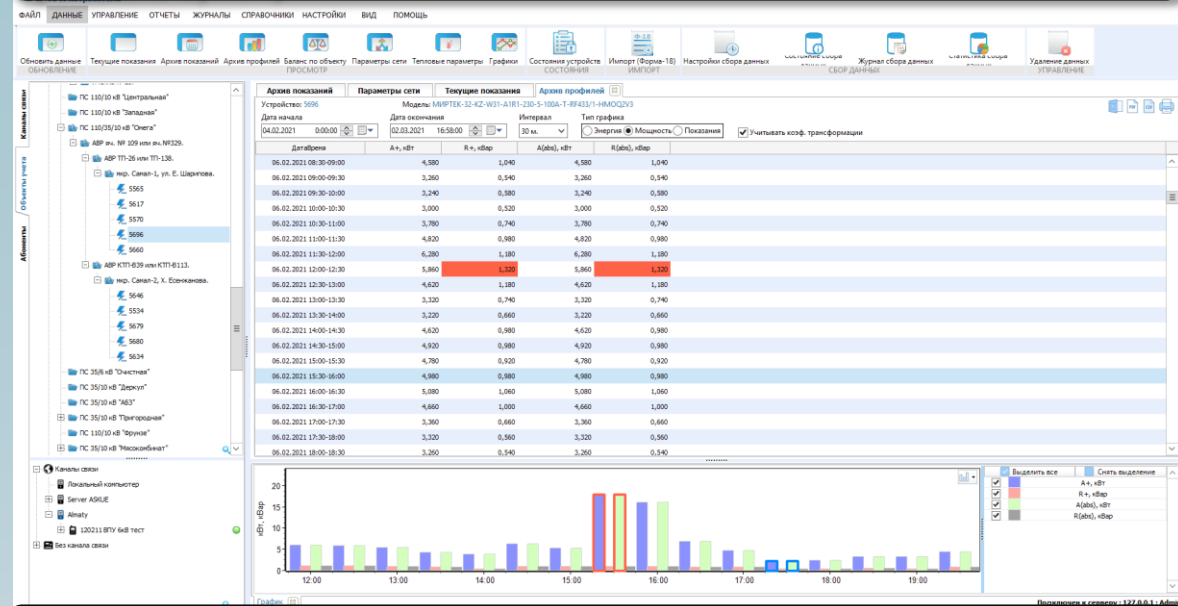 ФАЙЛ ДАННЫЕ УПРАВЛЕНИЕ ОТЧЕТЫ ЖУРНАЛЫ СПРАВОЧНИКИ НАСТРОЙКИ ВИД ПОМОЩЬ
Обновить данные Текущие показания Архив показаний Архив профилей Баланс по объекту Параметры сети Тепловые параметры Графики Состояния устройств Импорт (Форма-18) Настройки сбора данных Журнал сбора данных Удаление данных
ОБНОВЛЕНИЕ ПРОСМОТР СОСТОЯНИЯ ИМПОРТ СБОР ДАННЫХ УПРАВЛЕНИЕ
Каналы связи
Объекты учета
Абоненты
ПС 110/10 кВ "Центральная"
ПС 110/10 кВ "Западная"
ПС 110/35/10 кВ "Онега"
АВР яч. № 109 или яч.№329.
АВР ТП-26 или ТП-138.
мкр. Самал-1, ул. Е. Шарипова.
5565
5617
5570
5696
5660
АВР КТП-В39 или КТП-В113.
мкр. Самал-2, Х. Есенжанова.
5646
5534
5679
5680
5634
ПС 35/6 кВ "Очистная"
ПС 35/10 кВ "Деркул"
ПС 35/10 кВ "АБЗ"
ПС 35/10 кВ "Пригородная"
ПС 110/10 кВ "Фрунзе"
ПС 35/10 кВ "Мясокомбинат"
Каналы связи
Локальный компьютер
Server ASKUE
Almaty
120211 ВПУ 6кВ тест
Без канала связи
Архив показаний Параметры сети Текущие показания Архив профилей
Устройство: 5696 Модель: МИРТЕК-32-KZ-W31-A1R1-230-5-100A-T-RF433/1-HMOQ2V3
Дата начала Дата окончания Интервал Тип графика
04.02.2021 0:00:00 02.03.2021 16:58:00 30 м. Энергия Мощность Показания Учитывать коэф. трансформации
Дата\Время A+, кВт R+, кВар A(abs), кВт R(abs), кВар
06.02.2021 08:30-09:00 4,580 1,040 4,580 1,040
06.02.2021 09:00-09:30 3,260 0,540 3,260 0,540
06.02.2021 09:30-10:00 3,240 0,580 3,240 0,580
06.02.2021 10:00-10:30 3,000 0,520 3,000 0,520
06.02.2021 10:30-11:00 3,780 0,740 3,780 0,740
06.02.2021 11:00-11:30 4,820 0,980 4,820 0,980
06.02.2021 11:30-12:00 6,280 1,180 6,280 1,180
06.02.2021 12:00-12:30 5,860 1,320 5,860 1,320
06.02.2021 12:30-13:00 4,620 1,180 4,620 1,180
06.02.2021 13:00-13:30 3,320 0,740 3,320 0,740
06.02.2021 13:30-14:00 3,220 0,660 3,220 0,660
06.02.2021 14:00-14:30 4,620 0,980 4,620 0,980
06.02.2021 14:30-15:00 4,920 0,980 4,920 0,980
06.02.2021 15:00-15:30 4,780 0,920 4,780 0,920
06.02.2021 15:30-16:00 4,980 0,980 4,980 0,980
06.02.2021 16:00-16:30 5,080 1,060 5,080 1,060
06.02.2021 16:30-17:00 4,660 1,000 4,660 1,000
06.02.2021 17:00-17:30 3,360 0,660 3,360 0,660
06.02.2021 17:30-18:00 3,320 0,560 3,320 0,560
06.02.2021 18:00-18:30 3,260 0,540 3,260 0,540
кВт, кВар
20
15
10
5
0
12:00 13:00 14:00 15:00 16:00 17:00 18:00 19:00
Выделить все Снять выделение
A+, кВт
R+, кВар
A(abs), кВт
R(abs), кВар
График
Подключен к серверу : 127.0.0.1 : Admi